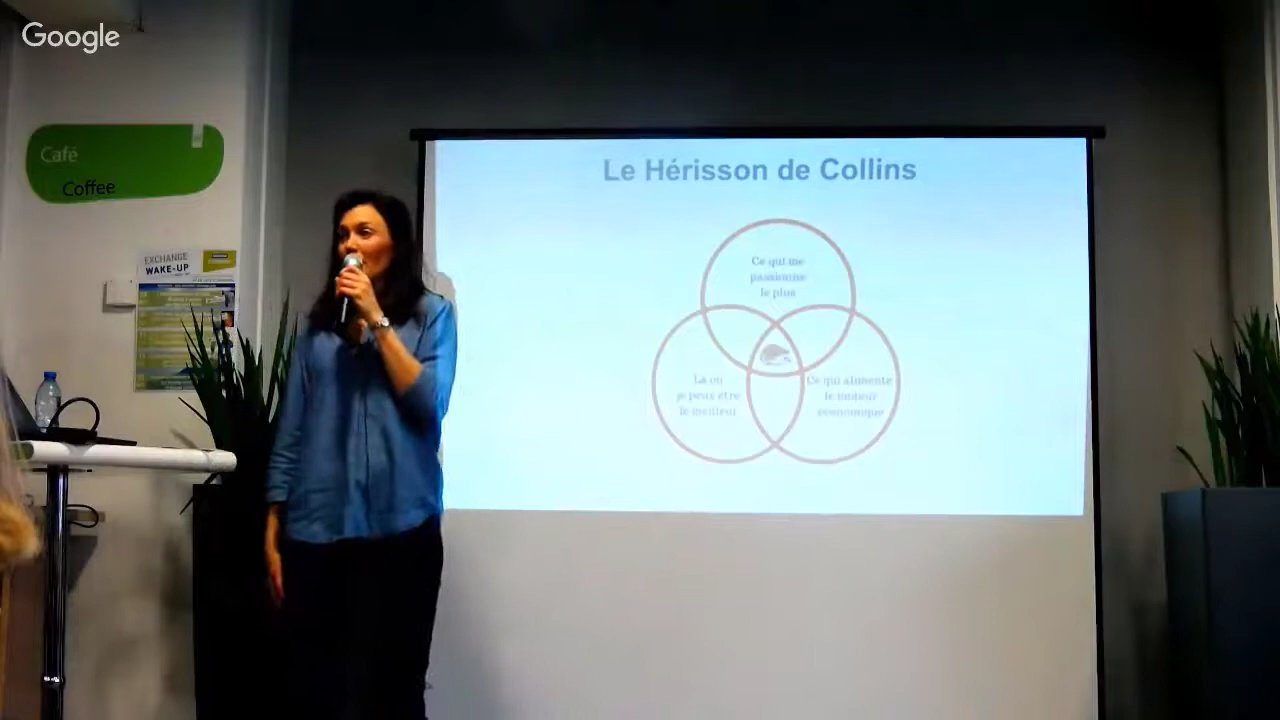 Google
Café
Coffee
EXCHANGE
WAKE-UP
Le Hérisson de Collins
Ce qui me
passionne
le plus
Là où
je peux être
le meilleur
Ce qui alimente
le moteur
économique